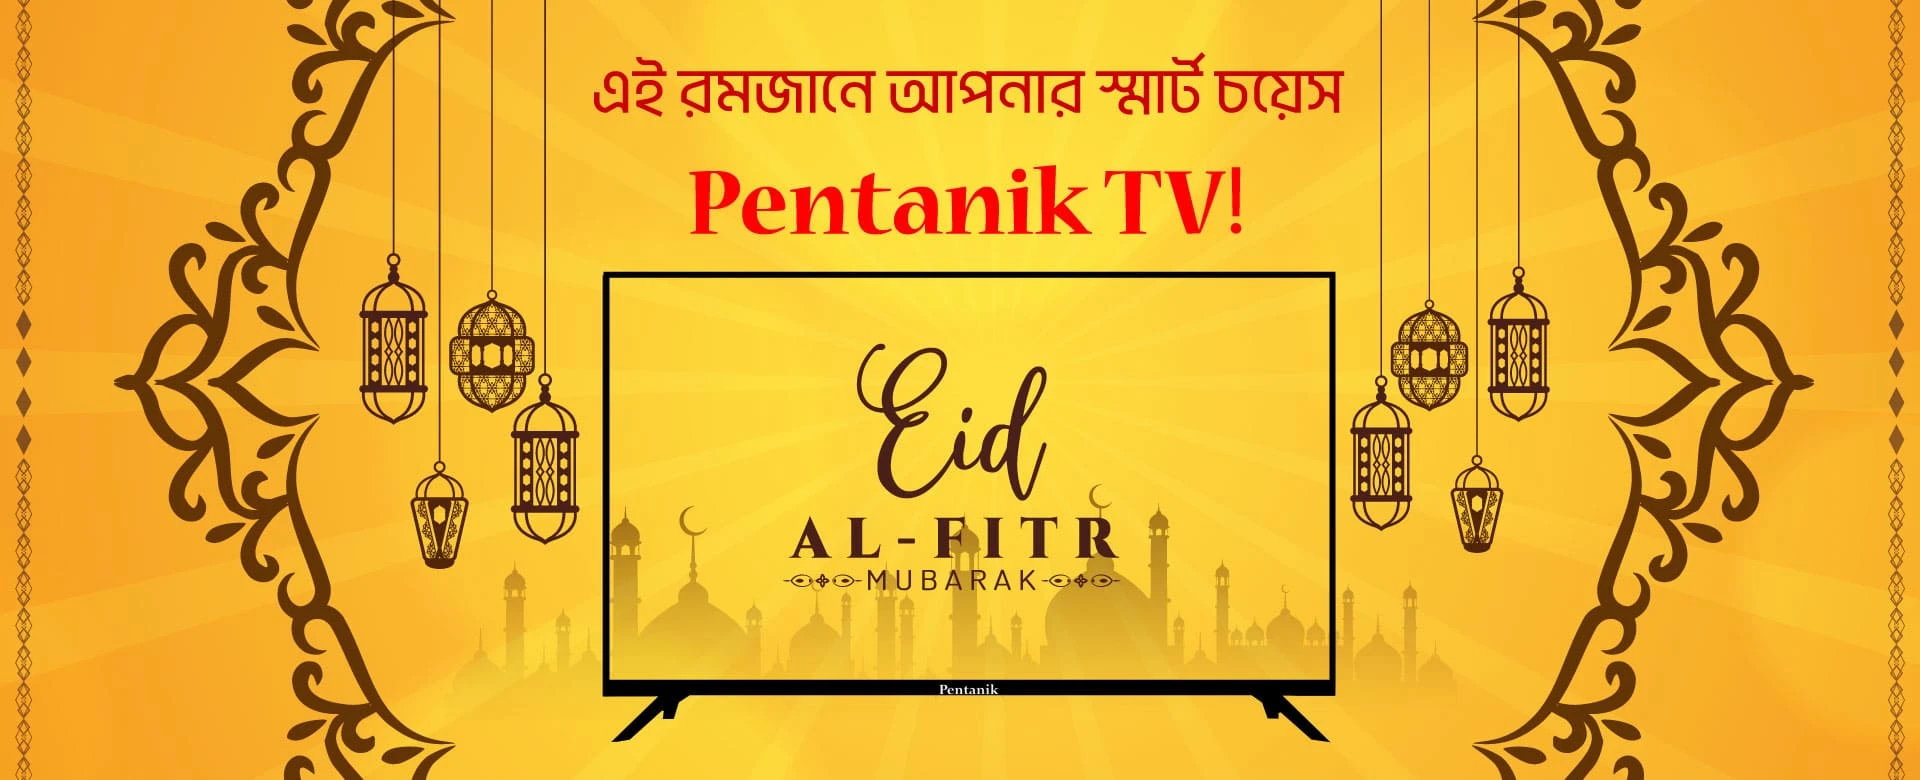 এই রমজানে আপনার স্মার্ট চয়েস
Pentanik TV!
Eid
AL-FITR
MUBARAK
Pentanik